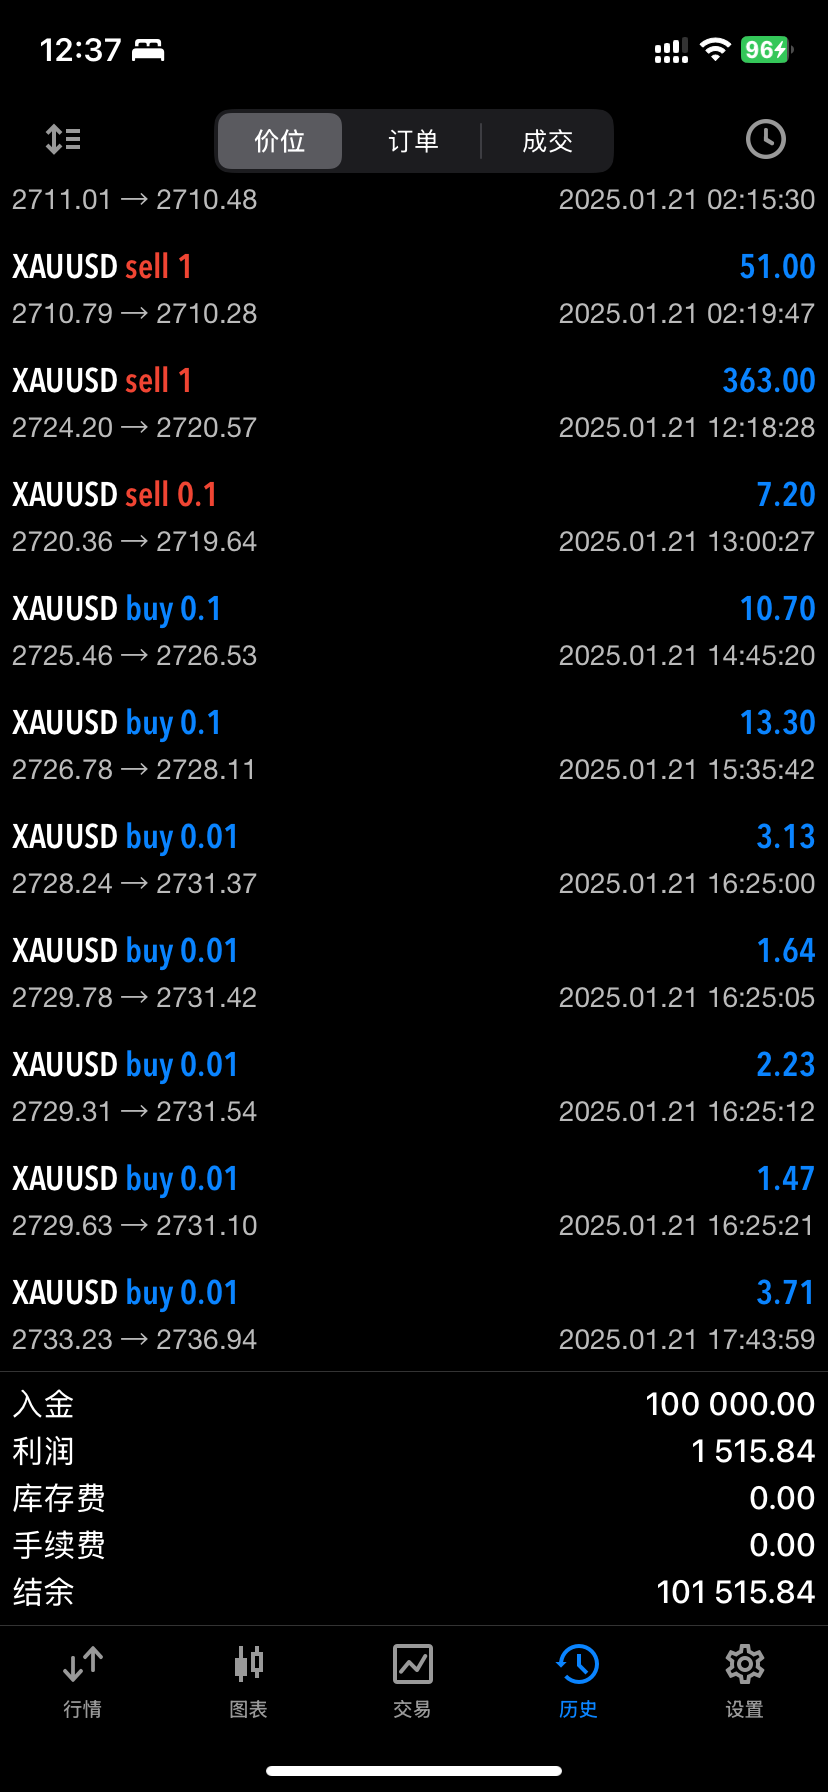 12:37
96
价位 订单 成交
2711.01 → 2710.48 2025.01.21 02:15:30
XAUUSD sell 1 51.00
2710.79 → 2710.28 2025.01.21 02:19:47
XAUUSD sell 1 363.00
2724.20 → 2720.57 2025.01.21 12:18:28
XAUUSD sell 0.1 7.20
2720.36 → 2719.64 2025.01.21 13:00:27
XAUUSD buy 0.1 10.70
2725.46 → 2726.53 2025.01.21 14:45:20
XAUUSD buy 0.1 13.30
2726.78 → 2728.11 2025.01.21 15:35:42
XAUUSD buy 0.01 3.13
2728.24 → 2731.37 2025.01.21 16:25:00
XAUUSD buy 0.01 1.64
2729.78 → 2731.42 2025.01.21 16:25:05
XAUUSD buy 0.01 2.23
2729.31 → 2731.54 2025.01.21 16:25:12
XAUUSD buy 0.01 1.47
2729.63 → 2731.10 2025.01.21 16:25:21
XAUUSD buy 0.01 3.71
2733.23 → 2736.94 2025.01.21 17:43:59
入金 100 000.00
利润 1 515.84
库存费 0.00
手续费 0.00
结余 101 515.84
行情 图表 交易 历史 设置